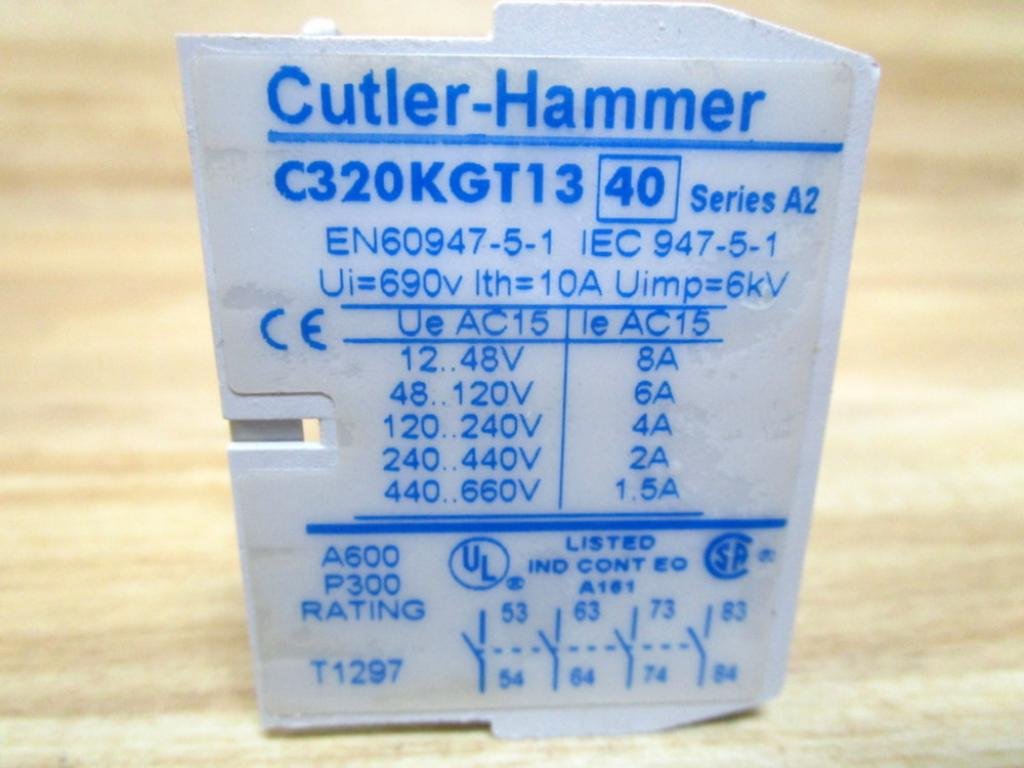 Cutler-Hammer
C320KGT13 40 Series A2
EN60947-5-1 IEC 947-5-1
Ui=690v Ith=10A Uimp=6kV
CE Ue AC15 Ie AC15
12..48V 8A
48..120V 6A
120..240V 4A
240..440V 2A
440..660V 1.5A
A600 UL ® LISTED SA ®
P300 IND CONT EQ
RATING A161
53 63 73 83
T1297 54 64 74 84